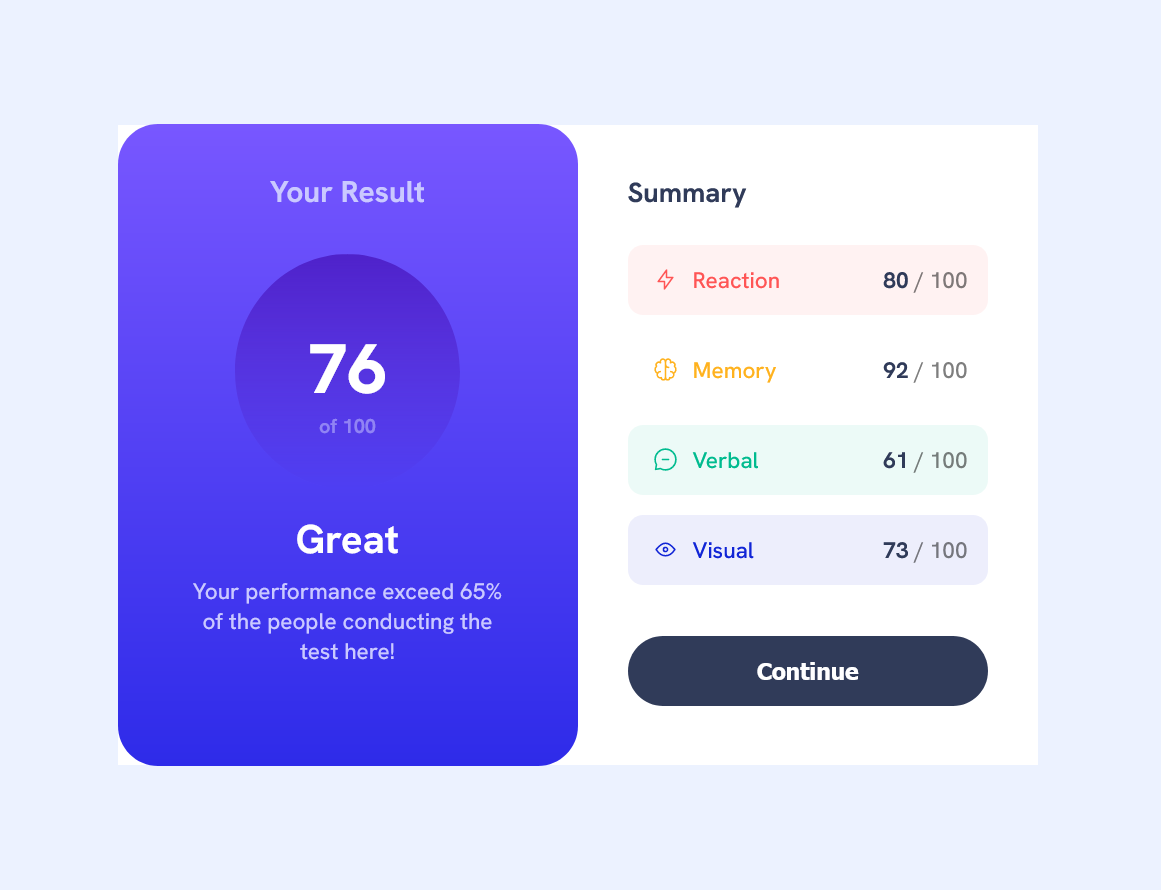 Your Result
76
of 100
Great
Your performance exceed 65%
of the people conducting the
test here!
Summary
Reaction 80 / 100
Memory 92 / 100
Verbal 61 / 100
Visual 73 / 100
Continue